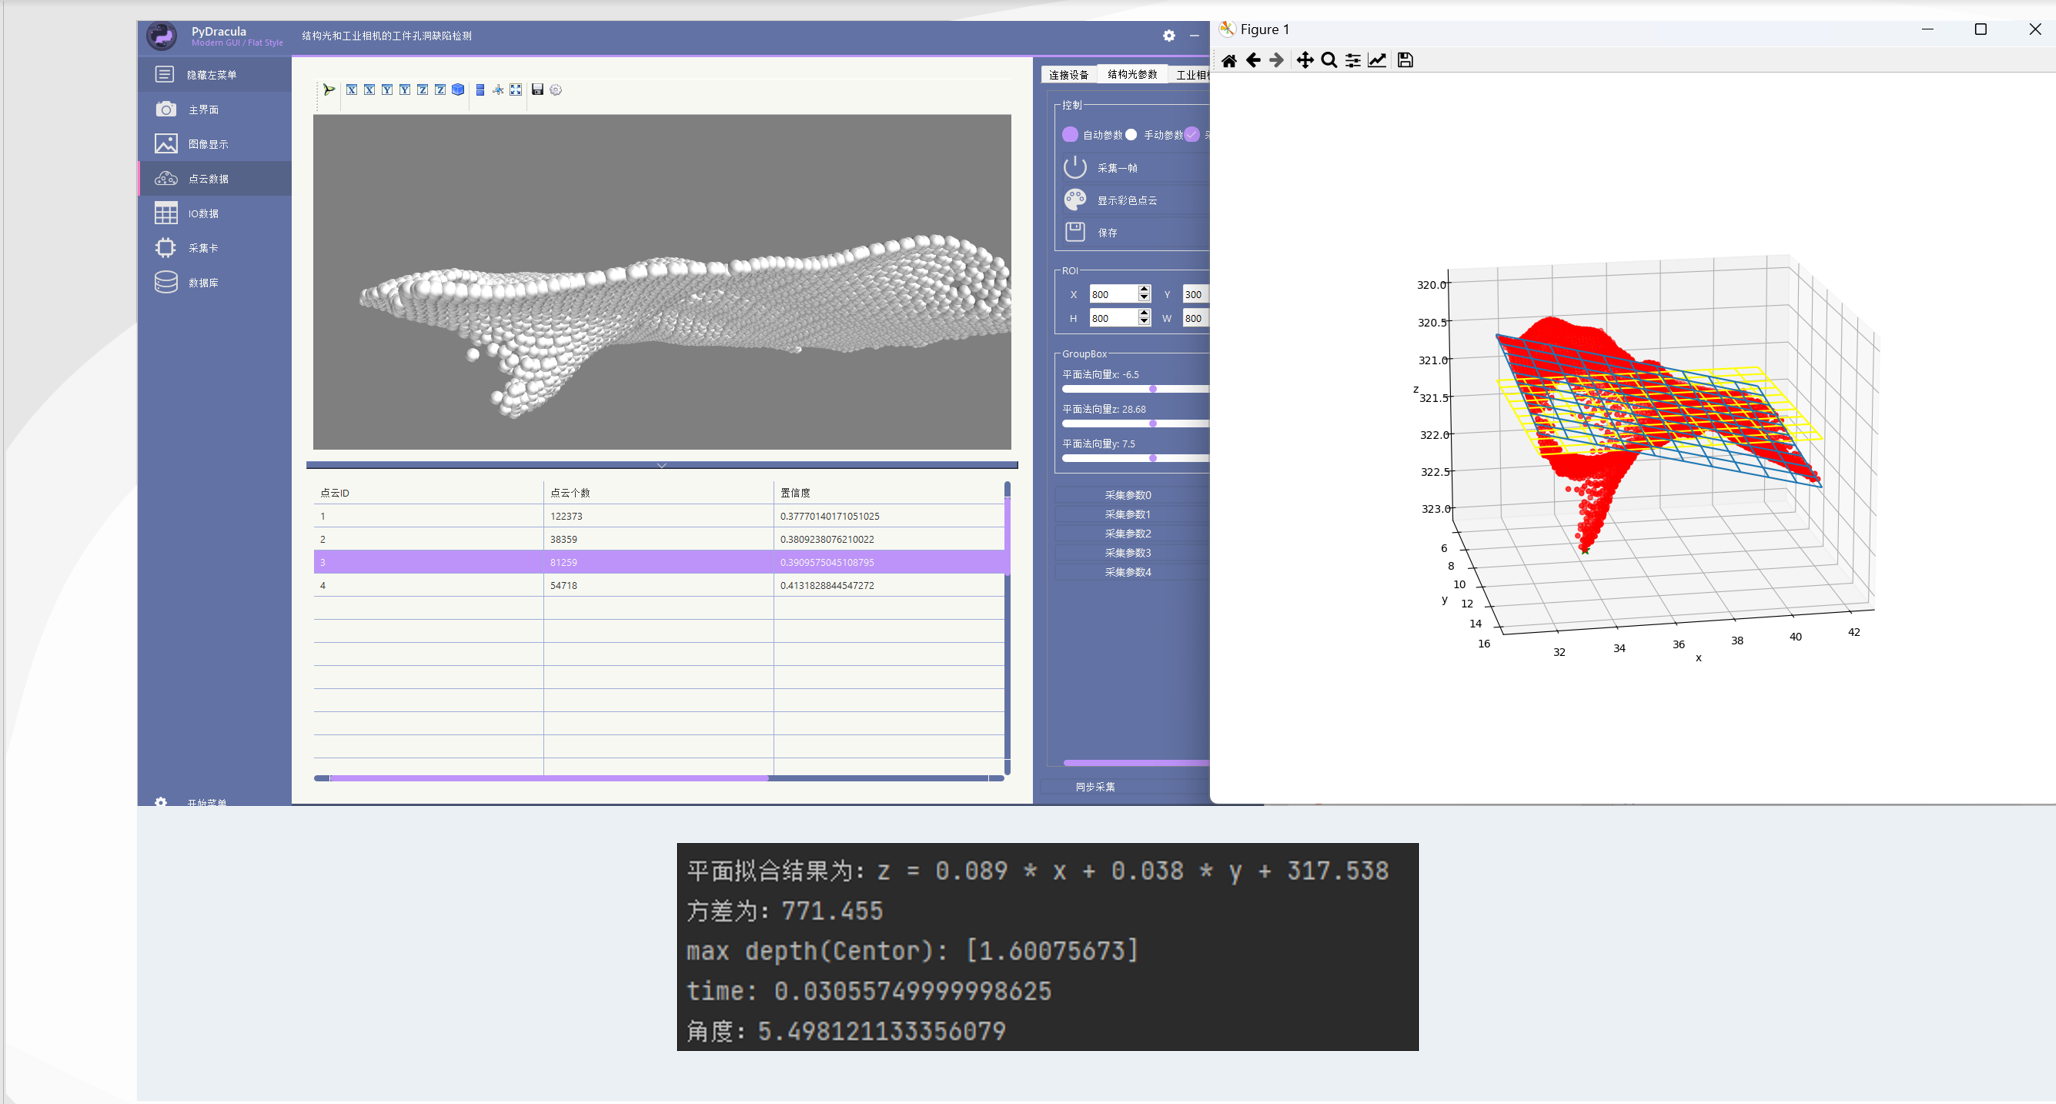 PyDracula
Modern GUI / Flat Style
结构光和工业相机的工件孔洞缺陷检测
隐藏左菜单
主界面
图像显示
点云数据
IO数据
采集卡
数据库
开始菜单
X X Y Y Z Z
点云ID 点云个数 置信度
1 122373 0.37770140171051025
2 38359 0.3809238076210022
3 81259 0.3909575045108795
4 54718 0.4131828844547272
连接设备 结构光参数 工业相
控制
自动参数 手动参数
采集一帧
显示彩色点云
保存
ROI
X 800 Y 300
H 800 W 800
GroupBox
平面法向量x: -6.5
平面法向量z: 28.68
平面法向量y: 7.5
采集参数0
采集参数1
采集参数2
采集参数3
采集参数4
同步采集
Figure 1
320.0
320.5
321.0
z
321.5
322.0
322.5
323.0
6
8
10
y
12
14
16
32
34
36
38
40
42
x
平面拟合结果为: z = 0.089 * x + 0.038 * y + 317.538
方差为: 771.455
max depth(Centor): [1.60075673]
time: 0.03055749999998625
角度: 5.498121133356079